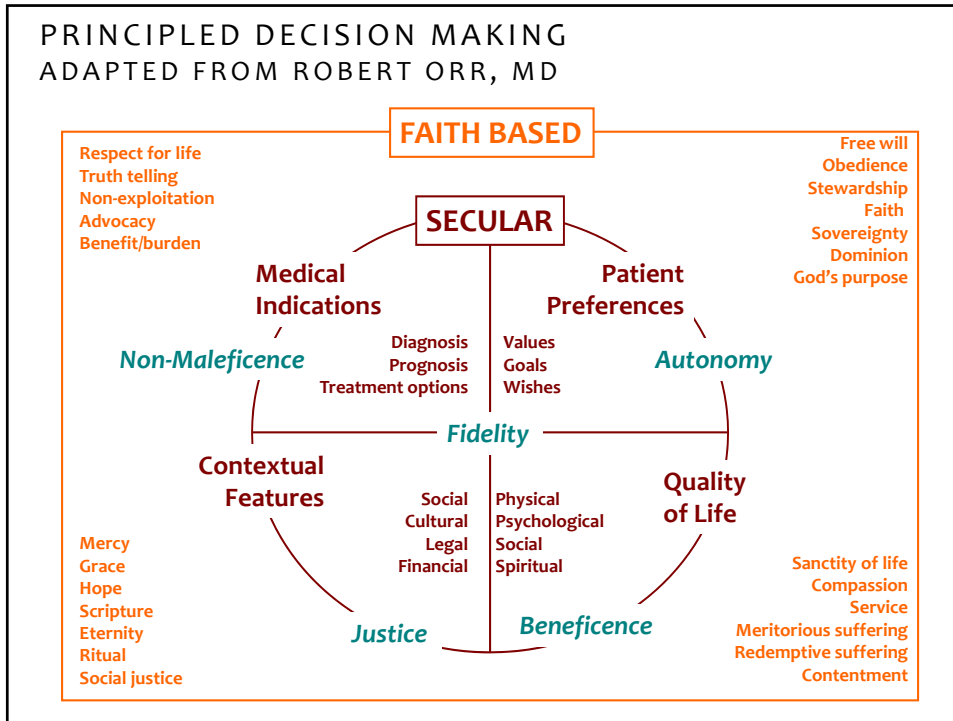 PRINCIPLED DECISION MAKING
ADAPTED FROM ROBERT ORR, MD
FAITH BASED
Respect for life
Truth telling
Non-exploitation
Advocacy
Benefit/burden
Free will
Obedience
Stewardship
Faith
Sovereignty
Dominion
God's purpose
SECULAR
Medical
Indications
Patient
Preferences
Non-Maleficence
Diagnosis
Prognosis
Treatment options
Values
Goals
Wishes
Autonomy
Fidelity
Contextual
Features
Social
Cultural
Legal
Financial
Physical
Psychological
Social
Spiritual
Quality
of Life
Mercy
Grace
Hope
Scripture
Eternity
Ritual
Social justice
Justice
Beneficence
Sanctity of life
Compassion
Service
Meritorious suffering
Redemptive suffering
Contentment